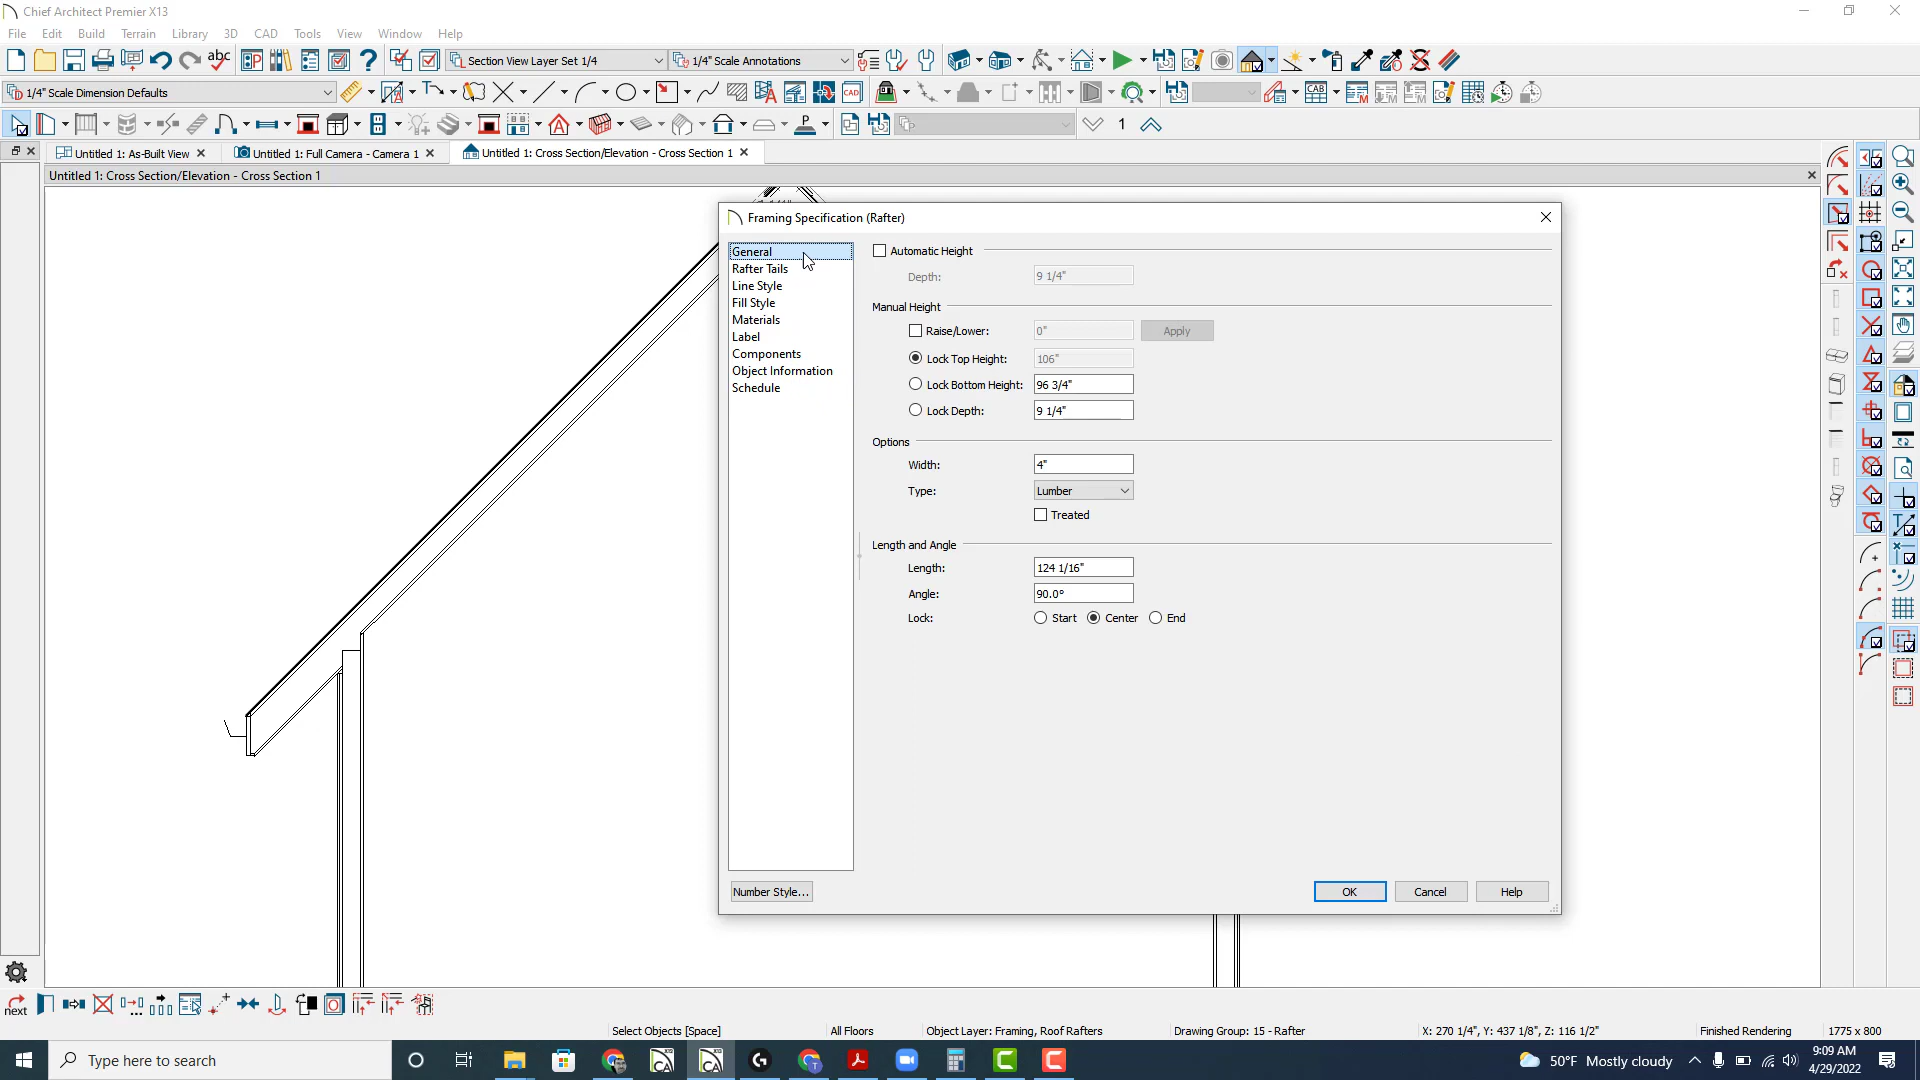 Chief Architect Premier X13
File Edit Build Terrain Library 3D CAD Tools Window Help
abc Section View Layer Set 1/4 1/4" Scale Annotations
1/4" Scale Dimension Defaults CAD CAB
A P 1
Untitled 1: As-Built View Untitled 1: Full Camera - Camera 1 Untitled 1: Cross Section/Elevation - Cross Section 1
Untitled 1: Cross Section/Elevation - Cross Section 1
Framing Specification (Rafter)
General
Rafter Tails
Line Style
Fill Style
Materials
Label
Components
Object Information
Schedule
Automatic Height
Depth: 9 1/4"
Manual Height
Raise/Lower: 0" Apply
Lock Top Height: 106"
Lock Bottom Height: 96 3/4"
Lock Depth: 9 1/4"
Options
Width: 4"
Type: Lumber
Treated
Length and Angle
Length: 124 1/16"
Angle: 90.0°
Lock: Start Center End
Number Style... OK Cancel Help
next
Select Objects [Space] All Floors Object Layer: Framing, Roof Rafters Drawing Group: 15 - Rafter X: 270 1/4", Y: 437 1/8", Z: 116 1/2" Finished Rendering 1775 x 800
Type here to search 50°F Mostly cloudy 9:09 AM
4/29/2022